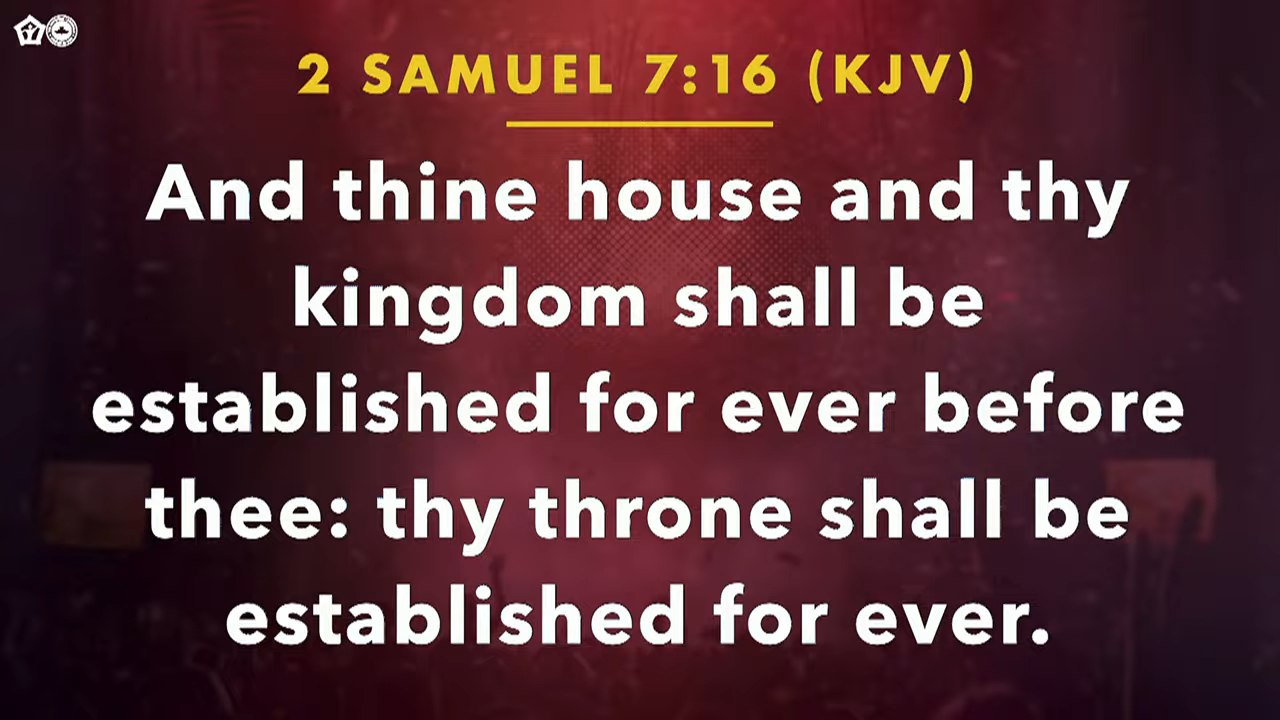 2 SAMUEL 7:16 (KJV)
And thine house and thy
kingdom shall be
established for ever before
thee: thy throne shall be
established for ever.